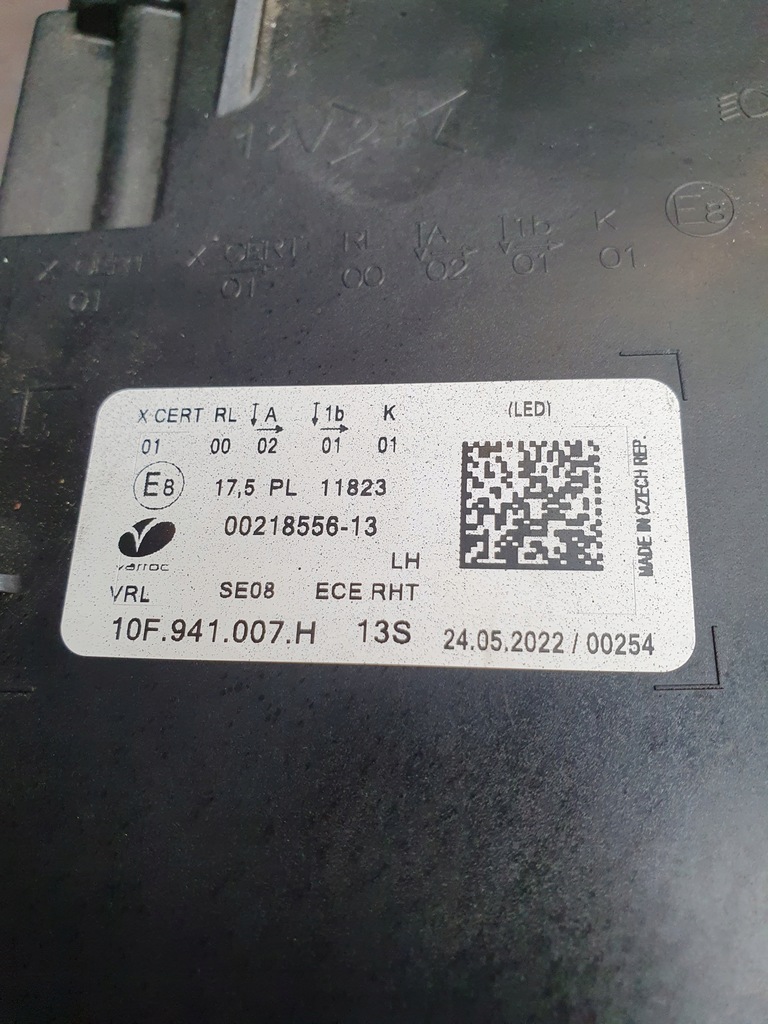 X CERT RL A 1b K
01 00 02 01 01
E8
X CERT RL A 1b K (LED)
01 00 02 01 01
E8 17,5 PL 11823
00218556-13
varroc
LH
VRL SE08 ECE RHT
10F.941.007.H 13S 24.05.2022 / 00254
MADE IN CZECH REP.